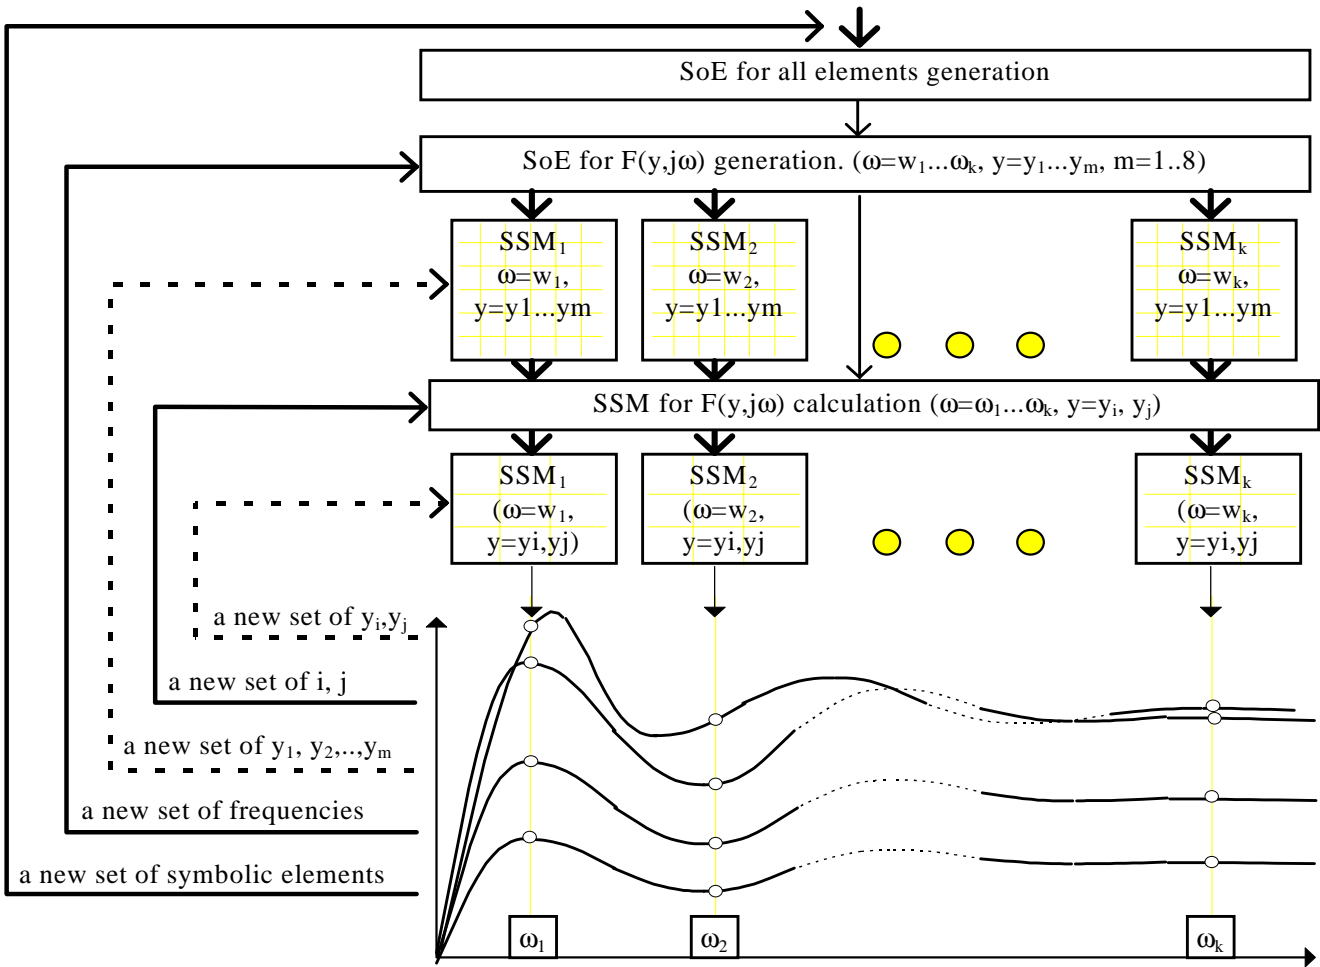 SoE for all elements generation
SoE for F(y,jω) generation. (ω=w₁...ωₖ, y=y₁...yₘ, m=1..8)
SSM₁
ω=w₁,
y=y1...ym
SSM₂
ω=w₂,
y=y1...ym
SSMₖ
ω=wₖ,
y=y1...ym
SSM for F(y,jω) calculation (ω=ω₁...ωₖ, y=yᵢ, yⱼ)
SSM₁
(ω=w₁,
y=yi,yj)
SSM₂
(ω=w₂,
y=yi,yj
SSMₖ
(ω=wₖ,
y=yi,yj
a new set of yᵢ,yⱼ
a new set of i, j
a new set of y₁, y₂,..,yₘ
a new set of frequencies
a new set of symbolic elements
ω₁
ω₂
ωₖ